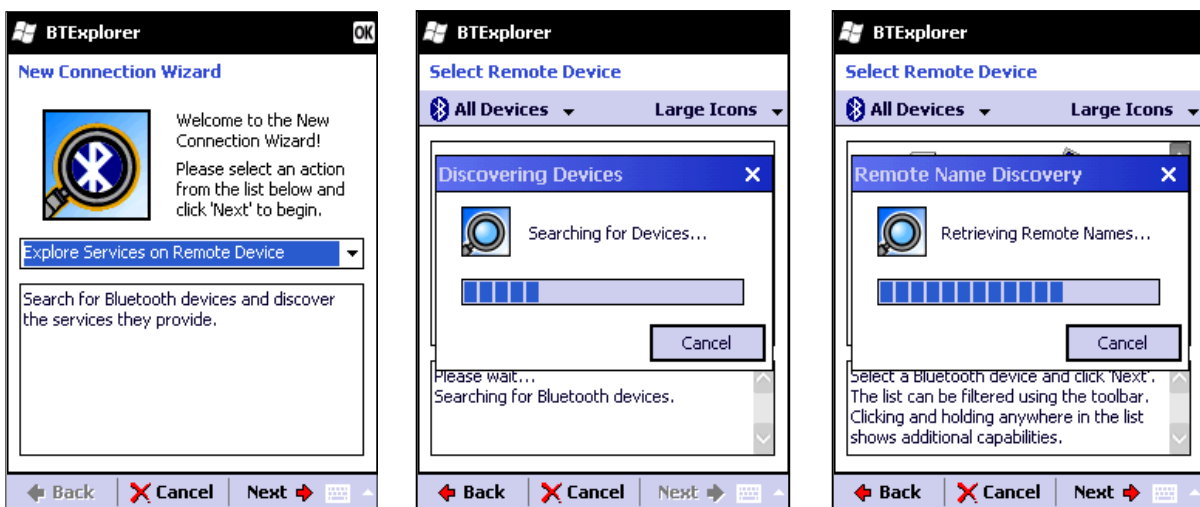 BTExplorer
OK
New Connection Wizard
Welcome to the New
Connection Wizard!
Please select an action
from the list below and
click 'Next' to begin.
Explore Services on Remote Device
Search for Bluetooth devices and discover
the services they provide.
Back
Cancel
Next
BTExplorer
Select Remote Device
All Devices
Large Icons
Discovering Devices
Searching for Devices...
Cancel
Please wait...
Searching for Bluetooth devices.
Back
Cancel
Next
BTExplorer
Select Remote Device
All Devices
Large Icons
Remote Name Discovery
Retrieving Remote Names...
Cancel
Select a Bluetooth device and click 'Next'.
The list can be filtered using the toolbar.
Clicking and holding anywhere in the list
shows additional capabilities.
Back
Cancel
Next